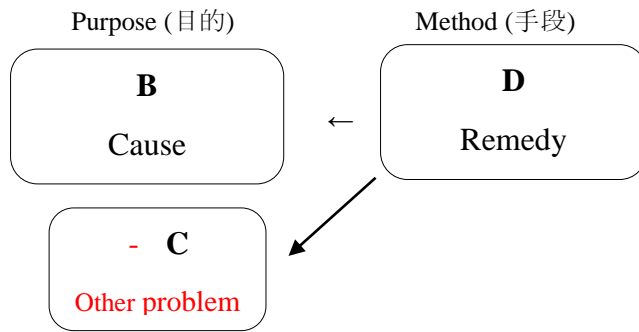 Purpose (目的)
Method (手段)
B
D
←
Cause
Remedy
- C
Other problem